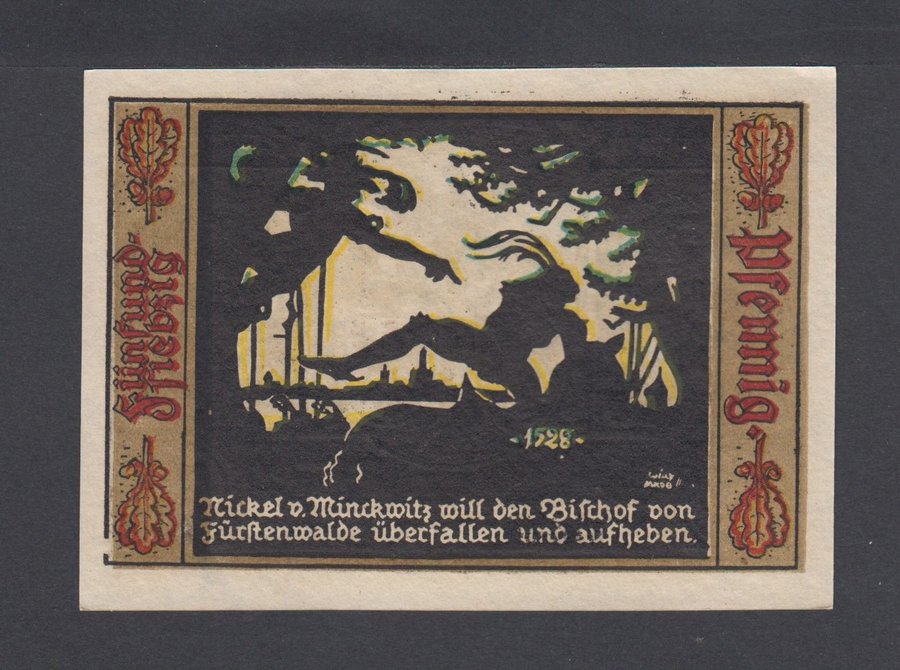 Fünfund-
siebzig
Pfennig.
·1528·
Nickel v. Minckwitz will den Bischof von
Fürstenwalde überfallen und aufheben.